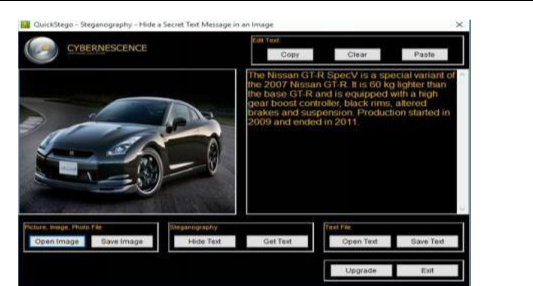 QuickStego - Steganography - Hide a Secret Text Message in an Image
CYBERNESCENCE
Edit Text
Copy Clear Paste
The Nissan GT-R SpecV is a special variant of
the 2007 Nissan GT-R. It is 60 kg lighter than
the base GT-R and is equipped with a high
gear boost controller, black rims, altered
brakes and suspension. Production started in
2009 and ended in 2011.
Picture, Image, Photo File
Open Image Save Image
Steganography
Hide Text Get Text
Text File
Open Text Save Text
Upgrade Exit